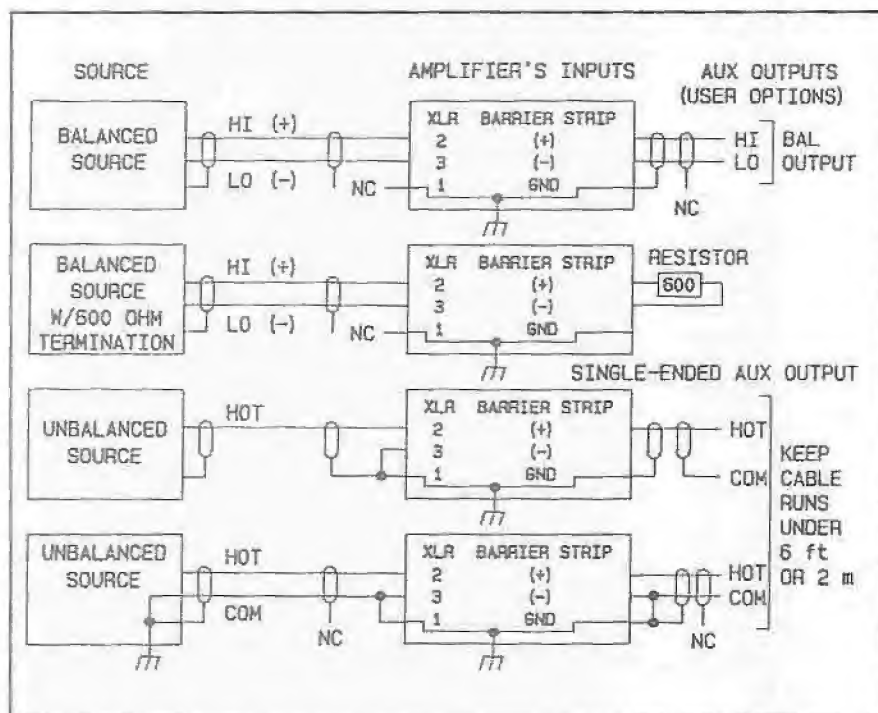 SOURCE AMPLIFIER'S INPUTS AUX OUTPUTS
(USER OPTIONS)
BALANCED
SOURCE
HI (+)
LO (-)
NC
XLR BARRIER STRIP
2 (+)
3 (-)
1 GND
HI
LO
BAL
OUTPUT
NC
BALANCED
SOURCE
W/600 OHM
TERMINATION
HI (+)
LO (-)
NC
XLR BARRIER STRIP
2 (+)
3 (-)
1 GND
RESISTOR
600
SINGLE-ENDED AUX OUTPUT
UNBALANCED
SOURCE
HOT
XLR BARRIER STRIP
2 (+)
3 (-)
1 GND
HOT
COM
UNBALANCED
SOURCE
HOT
COM
NC
XLR BARRIER STRIP
2 (+)
3 (-)
1 GND
HOT
COM
NC
KEEP
CABLE
RUNS
UNDER
6 ft
OR 2 m